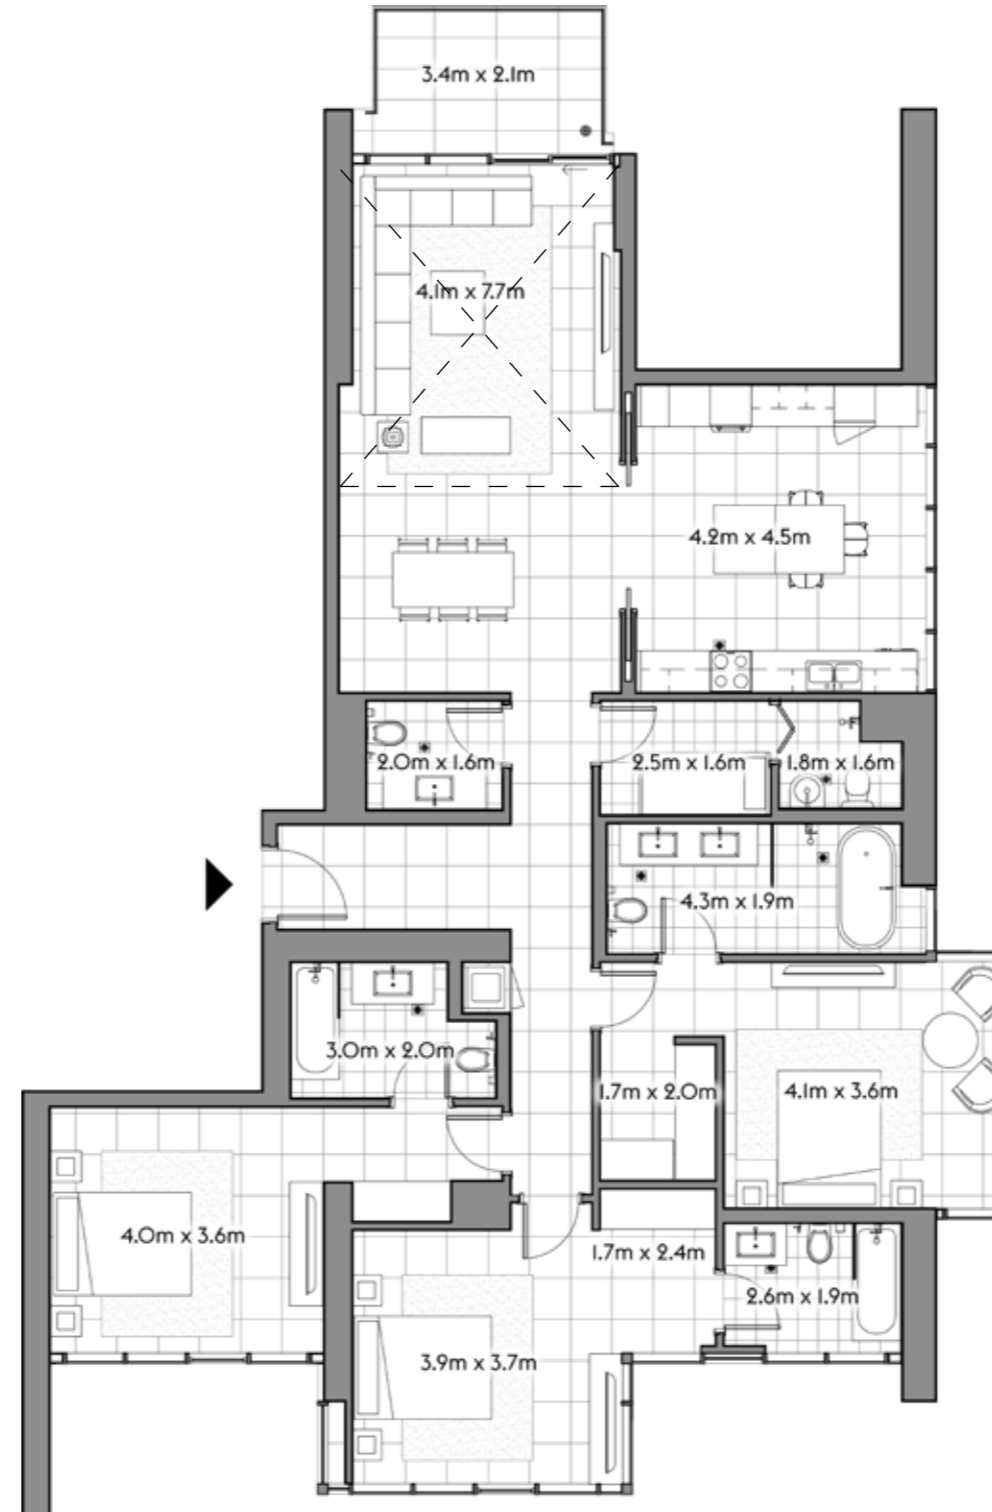 3.4m x 2.1m
4.1m x 7.7m
4.2m x 4.5m
2.0m x 1.6m
2.5m x 1.6m
1.8m x 1.6m
4.3m x 1.9m
3.0m x 2.0m
1.7m x 2.0m
4.1m x 3.6m
4.0m x 3.6m
1.7m x 2.4m
2.6m x 1.9m
3.9m x 3.7m